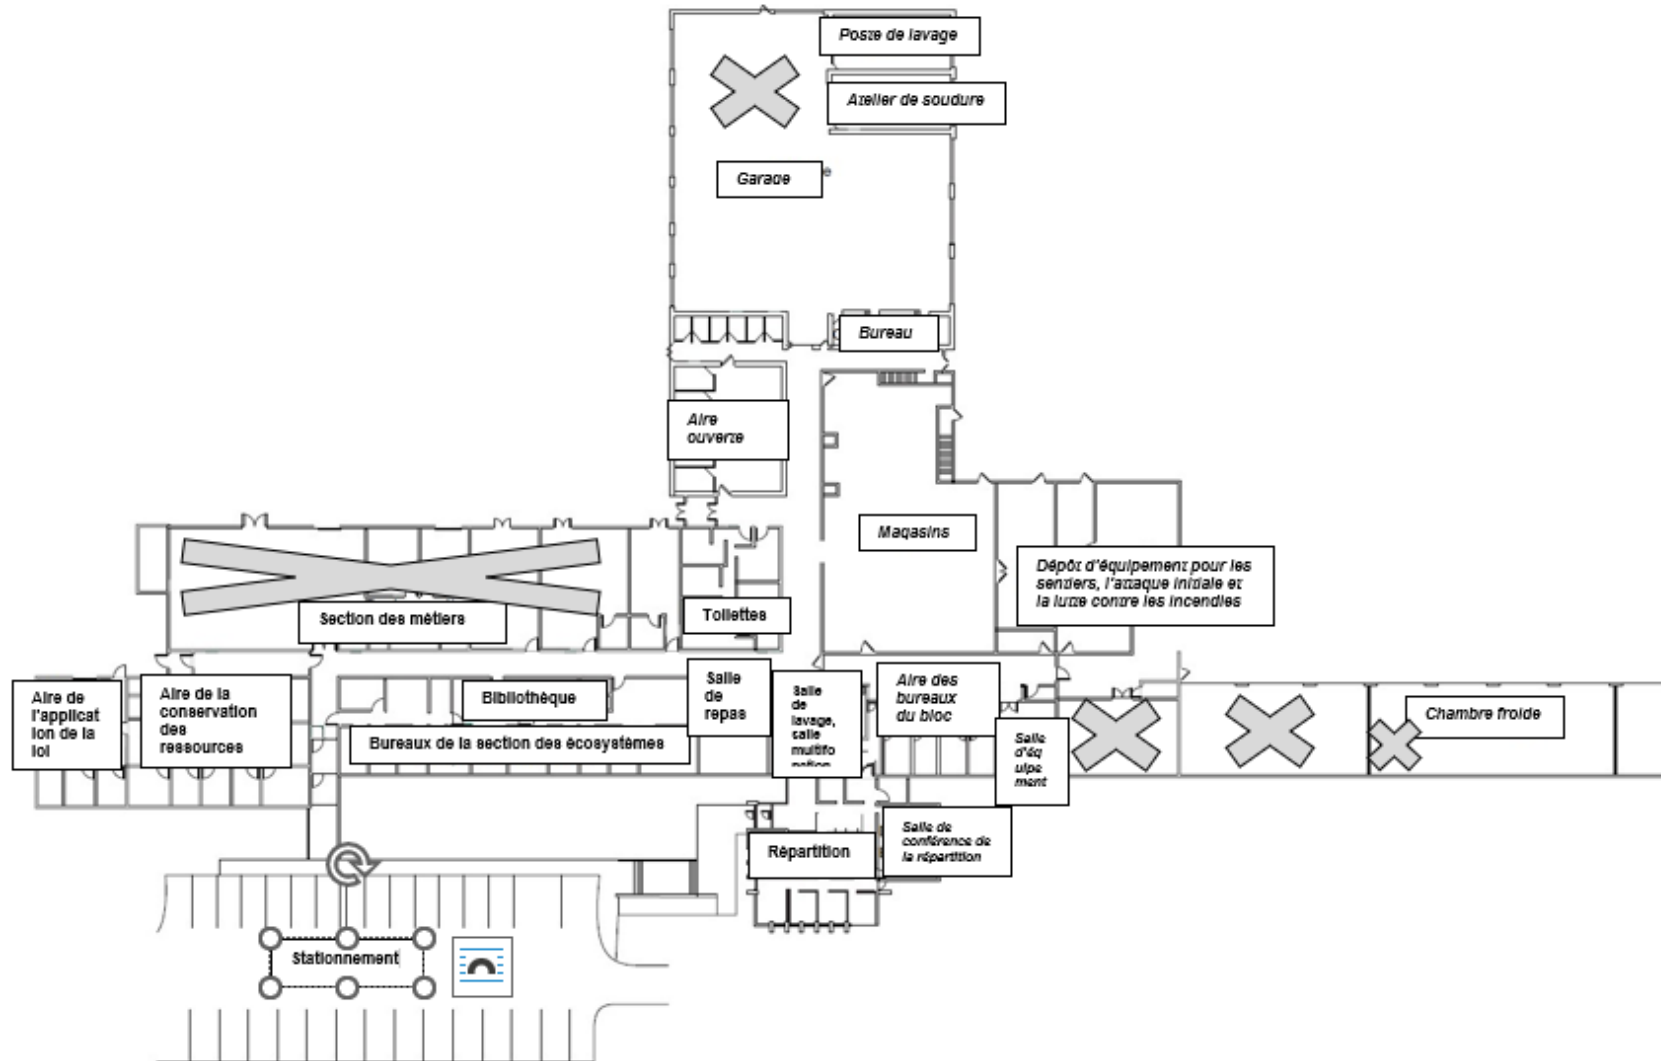 Poste de lavage
Atelier de soudure
Garage
e
Bureau
Aire
ouverte
Magasins
Dépôt d'équipement pour les
sentiers, l'attaque initiale et
la lutte contre les incendies
Section des métiers
Toilettes
Aire de
l'applicat
ion de la
loi
Aire de la
conservation
des
ressources
Bibliothèque
Bureaux de la section des écosystèmes
Salle
de
repas
Salle
de
lavage,
salle
multifo
Aire des
bureaux
du bloc
Salle
d'éq
uipe
ment
Chambre froide
Répartition
Salle de
conférence de
la répartition
Stationnement